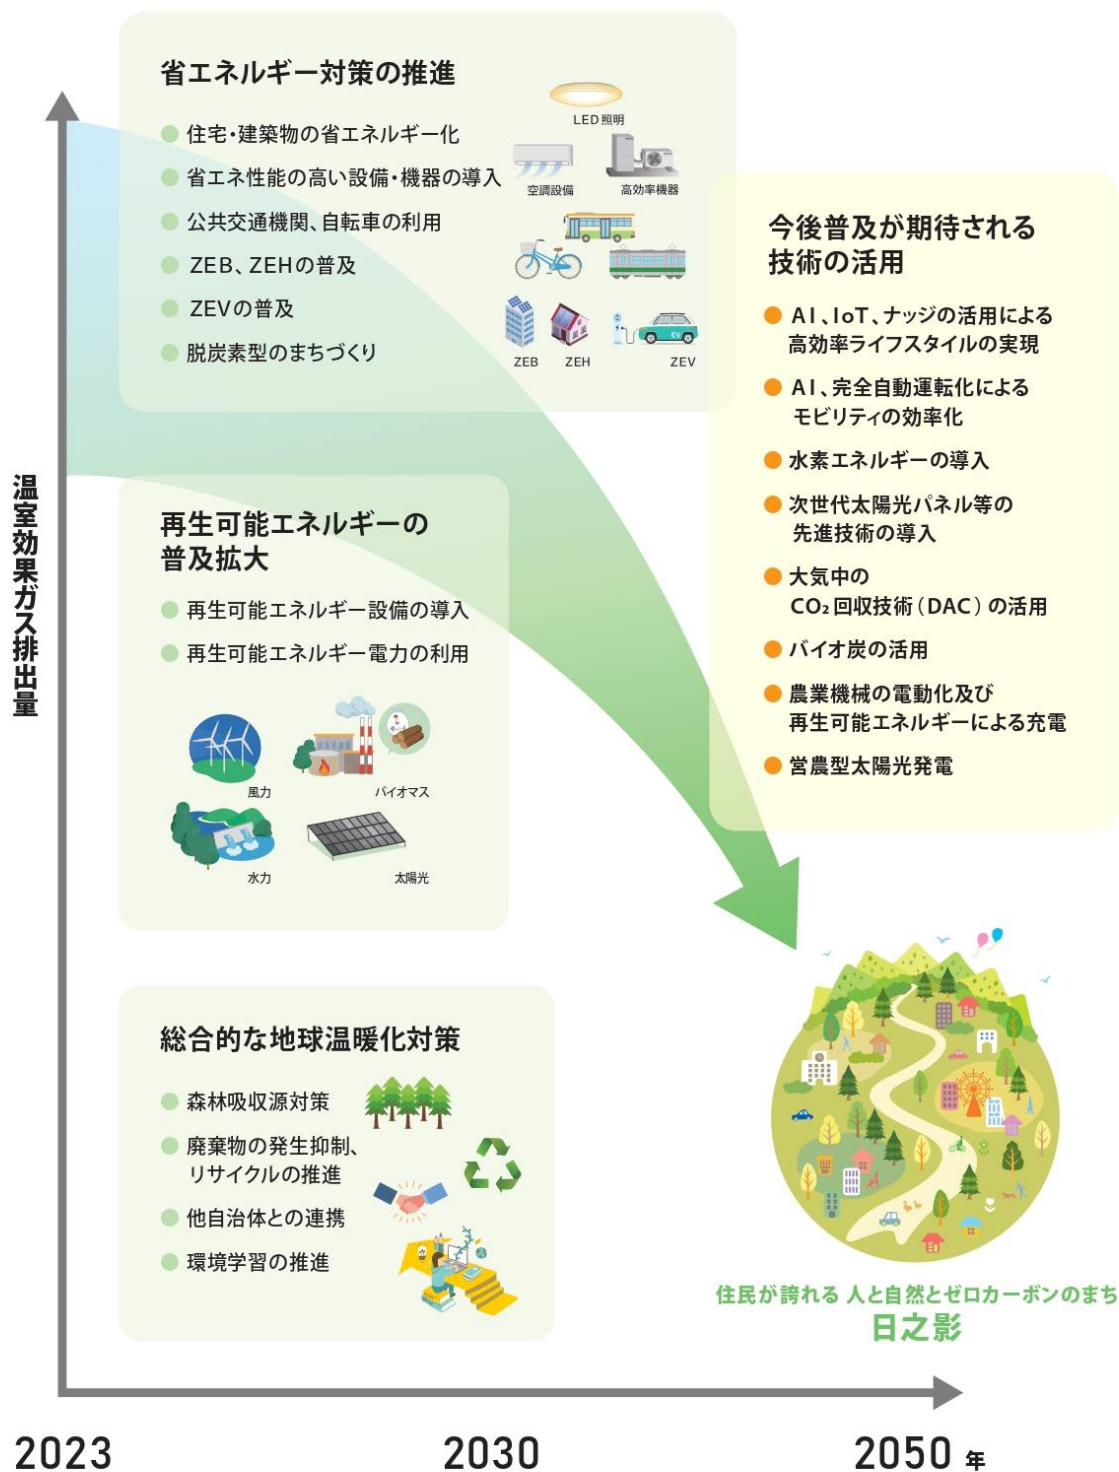 省エネルギー対策の推進
住宅・建築物の省エネルギー化
省エネ性能の高い設備・機器の導入
公共交通機関、自転車の利用
ZEB、ZEHの普及
ZEVの普及
脱炭素型のまちづくり
LED照明
空調設備
高効率機器
ZEB
ZEH
EV
ZEV
今後普及が期待される
技術の活用
AI、IoT、ナッジの活用による
高効率ライフスタイルの実現
AI、完全自動運転化による
モビリティの効率化
水素エネルギーの導入
次世代太陽光パネル等の
先進技術の導入
大気中の
CO₂回収技術（DAC）の活用
バイオ炭の活用
農業機械の電動化及び
再生可能エネルギーによる充電
営農型太陽光発電
温室効果ガス排出量
再生可能エネルギーの
普及拡大
再生可能エネルギー設備の導入
再生可能エネルギー電力の利用
風力
バイオマス
水力
太陽光
総合的な地球温暖化対策
森林吸収源対策
廃棄物の発生抑制、
リサイクルの推進
他自治体との連携
環境学習の推進
住民が誇れる 人と自然とゼロカーボンのまち
日之影
2023
2030
2050 年